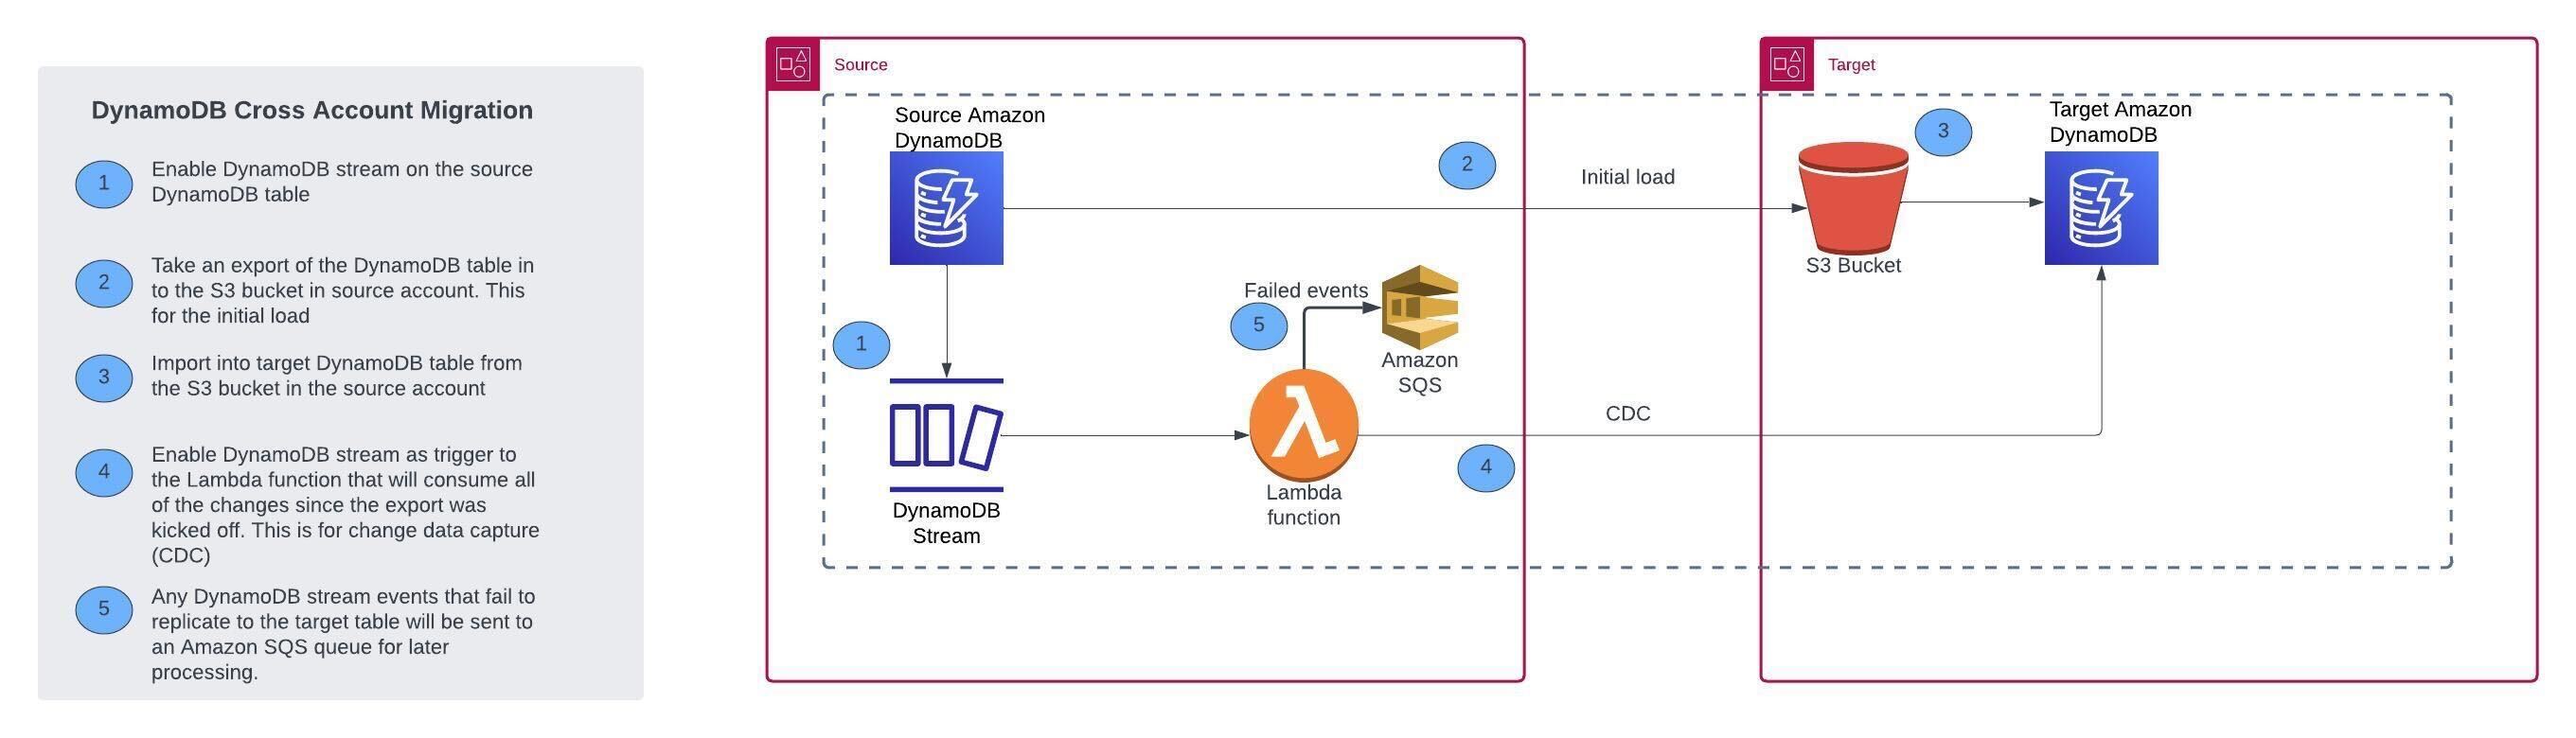 DynamoDB Cross Account Migration
1
Enable DynamoDB stream on the source
DynamoDB table
2
Take an export of the DynamoDB table in
to the S3 bucket in source account. This
for the initial load
3
Import into target DynamoDB table from
the S3 bucket in the source account
4
Enable DynamoDB stream as trigger to
the Lambda function that will consume all
of the changes since the export was
kicked off. This is for change data capture
(CDC)
5
Any DynamoDB stream events that fail to
replicate to the target table will be sent to
an Amazon SQS queue for later
processing.
Source
Source Amazon
DynamoDB
2
Initial load
1
Failed events
5
Amazon
SQS
DynamoDB
Stream
Lambda
function
CDC
4
Target
S3 Bucket
3
Target Amazon
DynamoDB